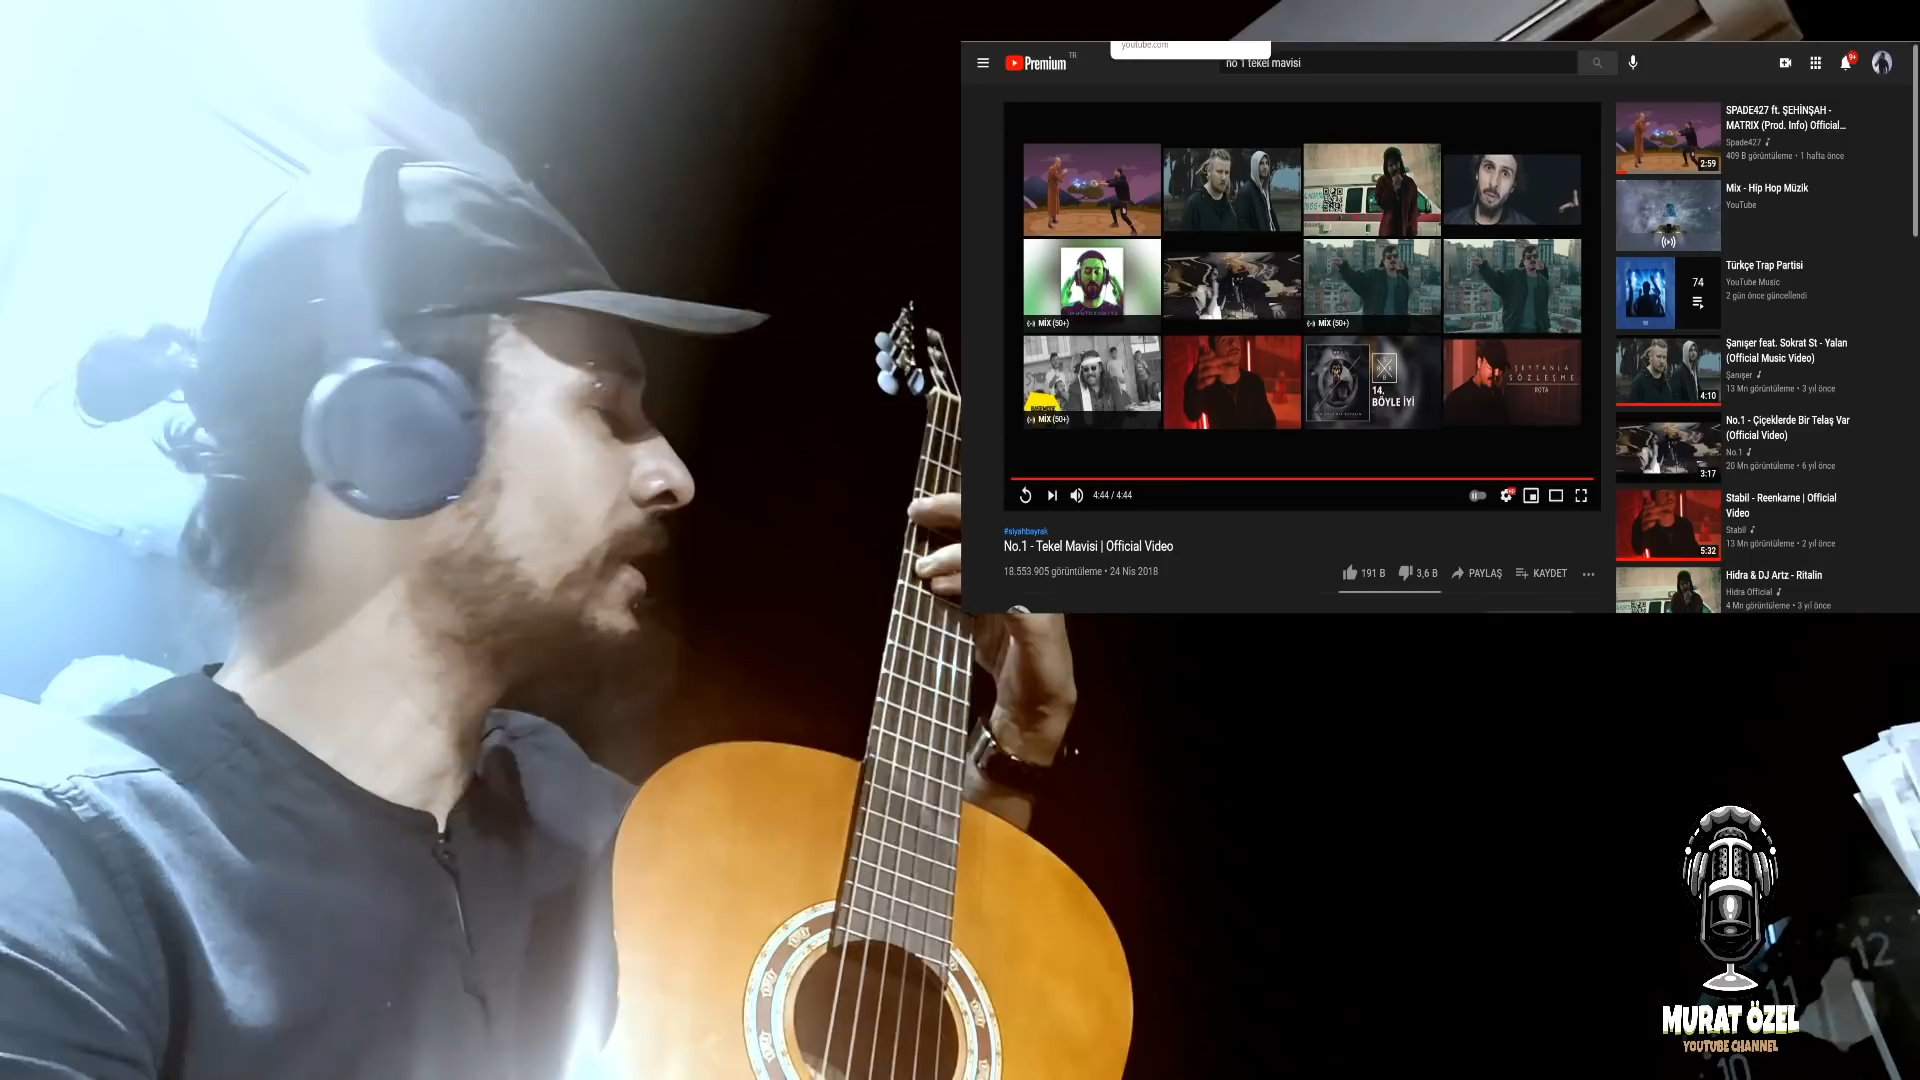 youtube.com
Premium TR
no 1 tekel mavisi
9+
MIX (50+)
MIX (50+)
MIX (50+)
14.
BÖYLE İYİ
ŞEYTANLA
SÖZLEŞME
ROTA
4:44 / 4:44
#siyahbayrak
No.1 - Tekel Mavisi | Official Video
18.553.905 görüntüleme • 24 Nis 2018
191 B
3,6 B
PAYLAŞ
KAYDET
SPADE427 ft. ŞEHİNŞAH -
MATRIX (Prod. Info) Official...
Spade427
409 B görüntüleme • 1 hafta önce
2:59
Mix - Hip Hop Müzik
YouTube
Türkçe Trap Partisi
YouTube Music
2 gün önce güncellendi
74
Şanışer feat. Sokrat St - Yalan
(Official Music Video)
Şanışer
13 Mn görüntüleme • 3 yıl önce
4:10
No.1 - Çiçeklerde Bir Telaş Var
(Official Video)
No.1
20 Mn görüntüleme • 6 yıl önce
3:17
Stabil - Reenkarne | Official
Video
Stabil
13 Mn görüntüleme • 2 yıl önce
5:32
Hidra & DJ Artz - Ritalin
Hidra Official
4 Mn görüntüleme • 3 yıl önce
12
11
10
MURAT ÖZEL
YOUTUBE CHANNEL